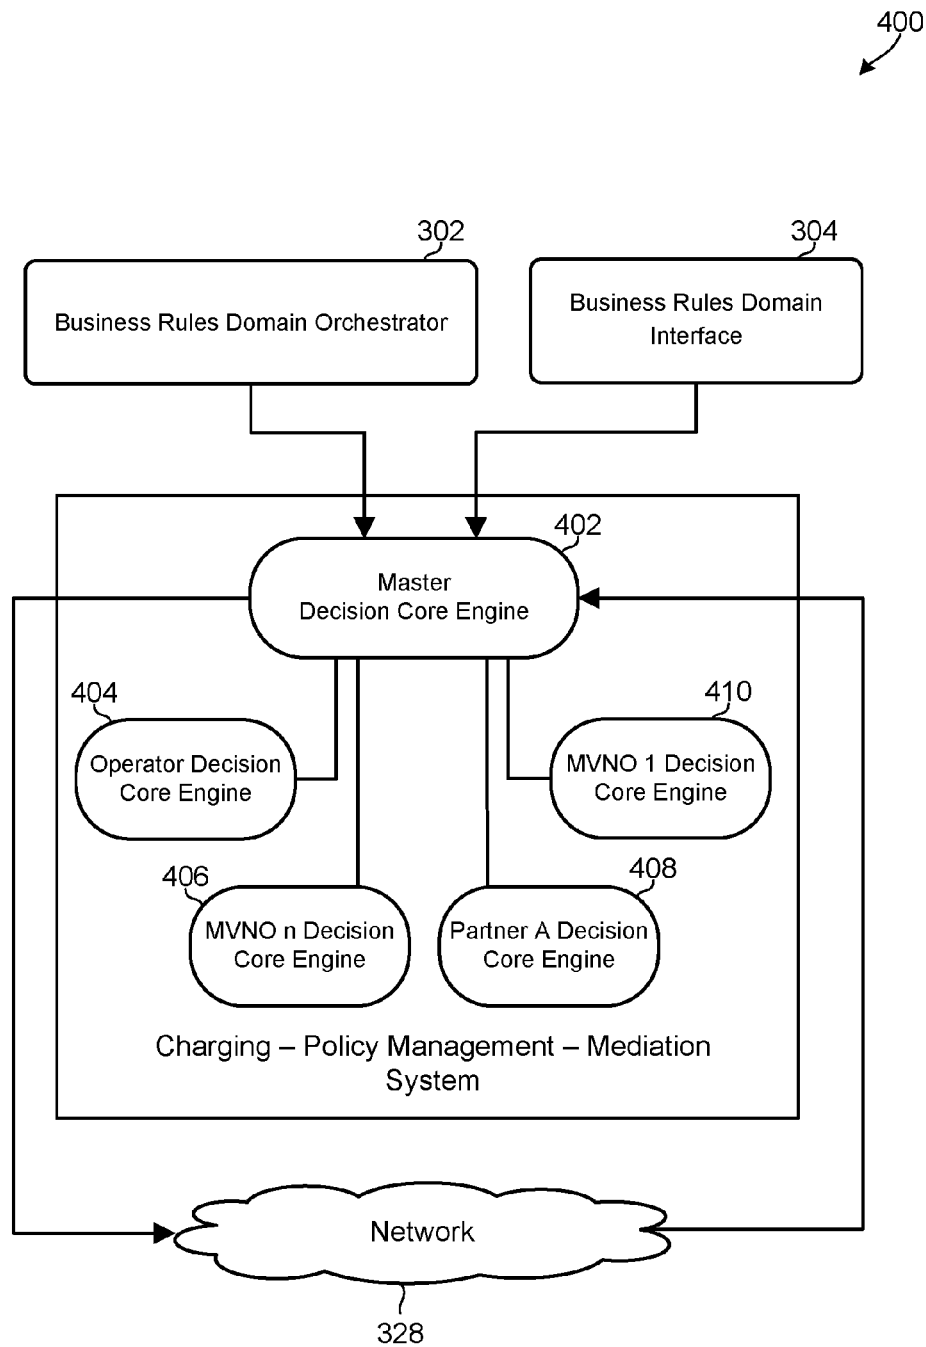 400
302
304
Business Rules Domain Orchestrator
Business Rules Domain
Interface
402
Master
Decision Core Engine
404
410
Operator Decision
Core Engine
MVNO 1 Decision
Core Engine
406
408
MVNO n Decision
Core Engine
Partner A Decision
Core Engine
Charging – Policy Management – Mediation
System
Network
328